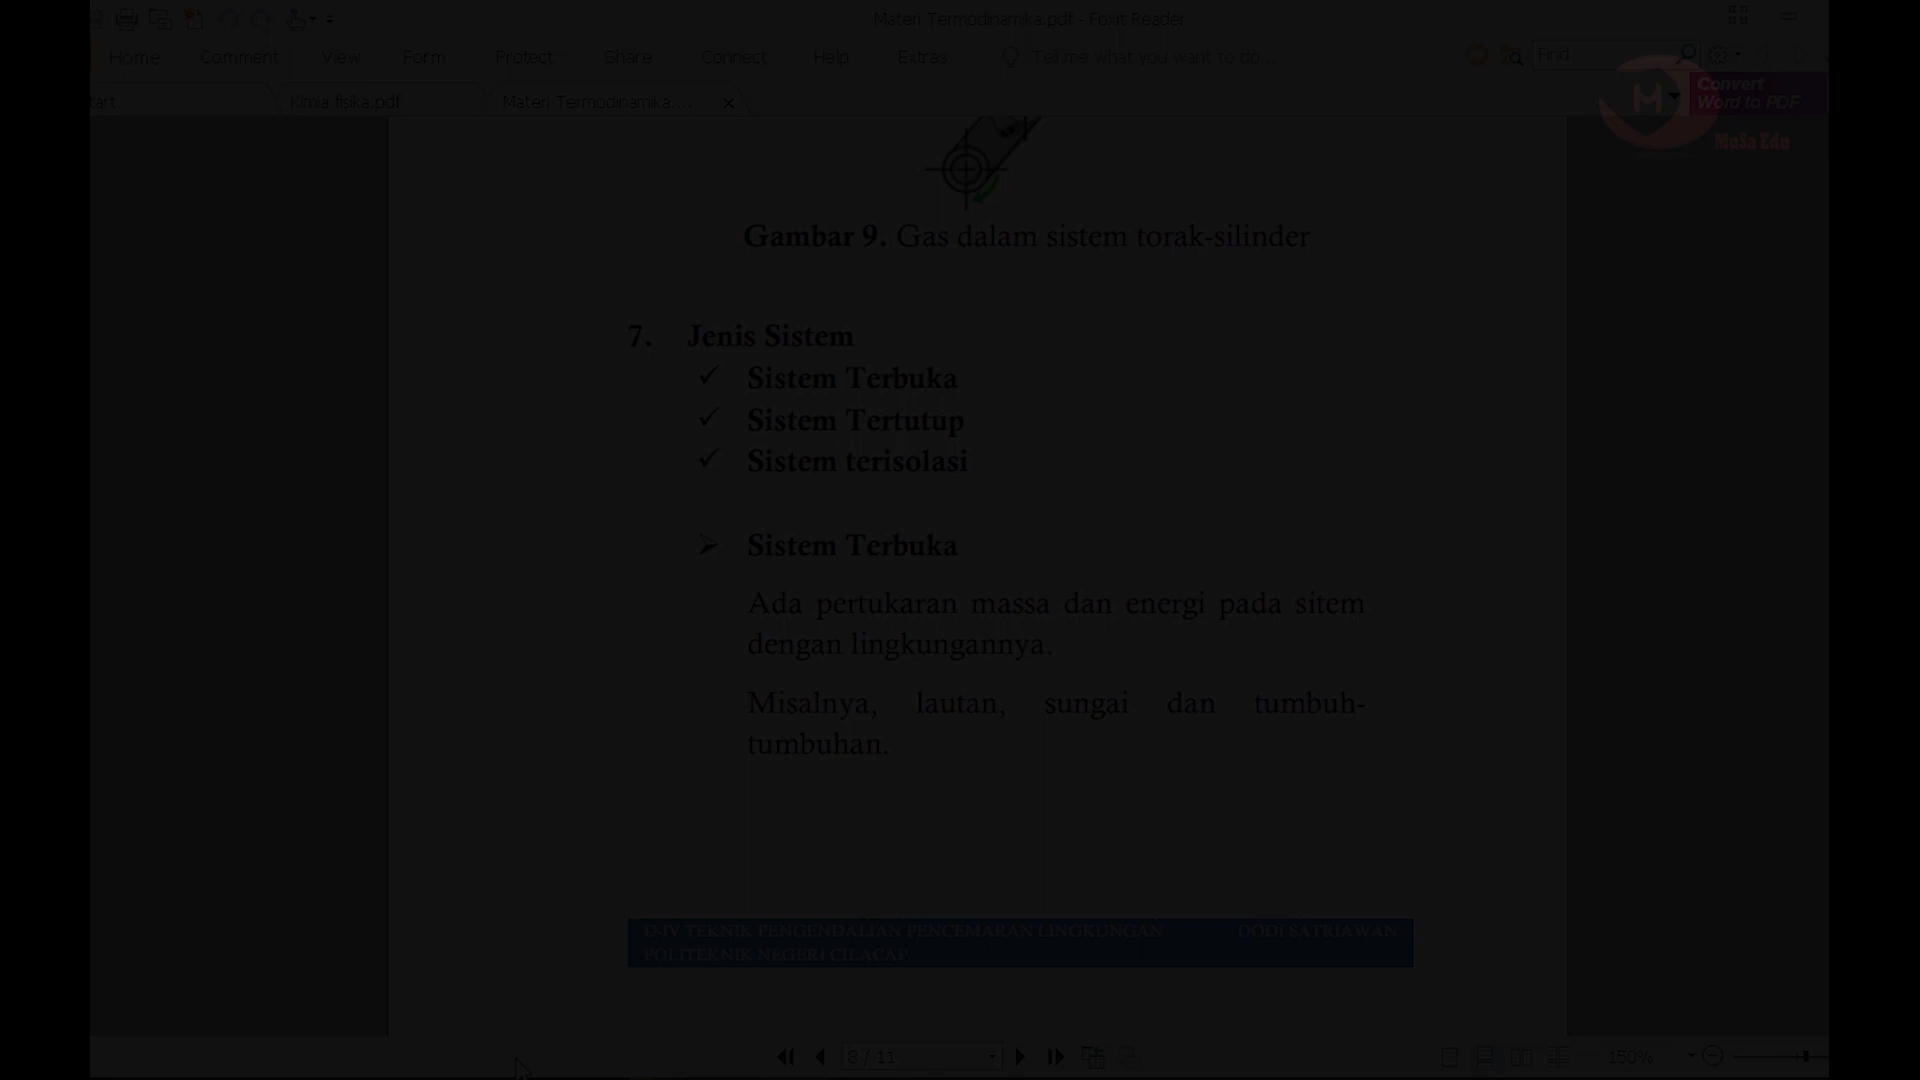 Materi Termodinamika.pdf - Foxit Reader
Home Comment View Form Protect Share Connect Help Extras Tell me what you want to do... Find
tart Kimia fisika.pdf Materi Termodinamika.... Convert
Word to PDF
M
MuSa Edu
Gambar 9. Gas dalam sistem torak-silinder
7. Jenis Sistem
✓ Sistem Terbuka
✓ Sistem Tertutup
✓ Sistem terisolasi
➢ Sistem Terbuka
Ada pertukaran massa dan energi pada sitem
dengan lingkungannya.
Misalnya, lautan, sungai dan tumbuh-
tumbuhan.
D-IV TEKNIK PENGENDALIAN PENCEMARAN LINGKUNGAN DODI SATRIAWAN
POLITEKNIK NEGERI CILACAP
8 / 11 150%